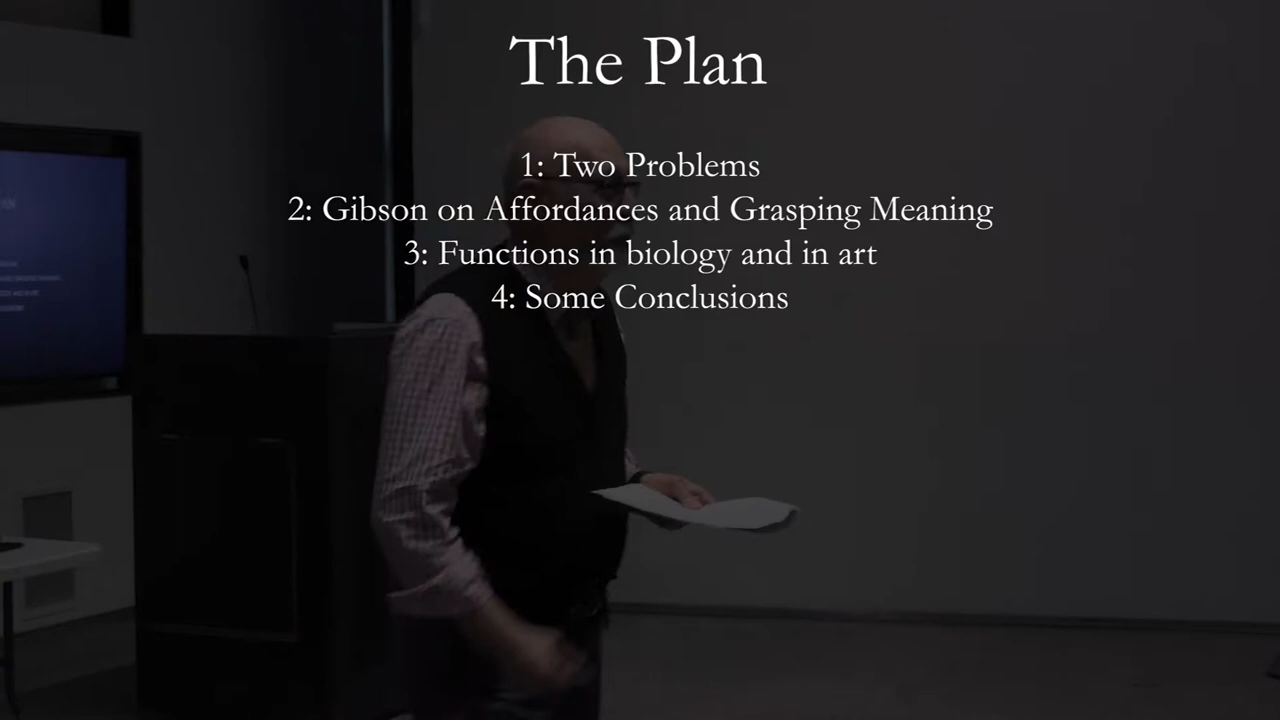 The Plan
1: Two Problems
2: Gibson on Affordances and Grasping Meaning
3: Functions in biology and in art
4: Some Conclusions